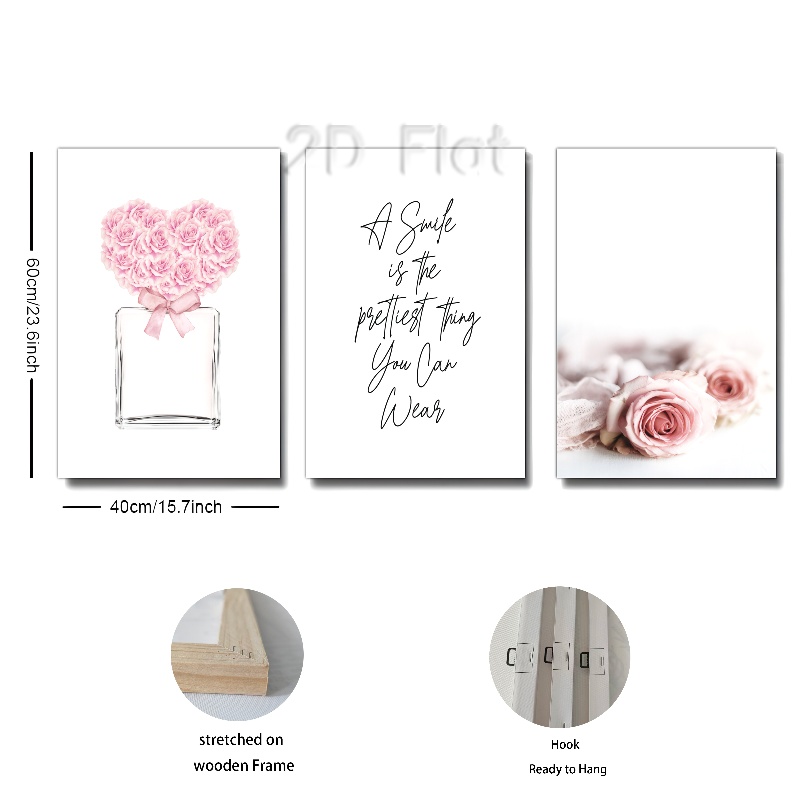 2D Flat
60cm/23.6inch
A Smile
is the
prettiest thing
You Can
Wear
40cm/15.7inch
stretched on
wooden Frame
Hook
Ready to Hang